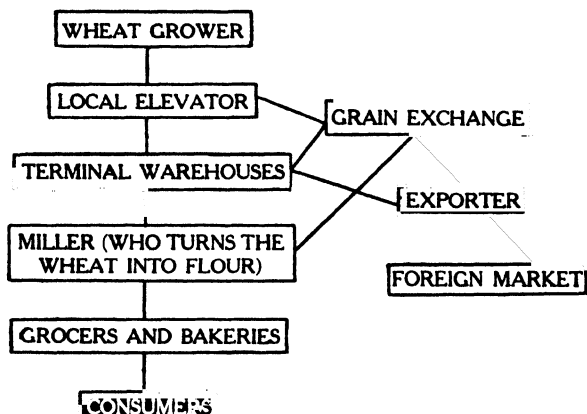 WHEAT GROWER
LOCAL ELEVATOR
GRAIN EXCHANGE
TERMINAL WAREHOUSES
EXPORTER
MILLER (WHO TURNS THE
WHEAT INTO FLOUR)
FOREIGN MARKET
GROCERS AND BAKERIES
CONSUMERS